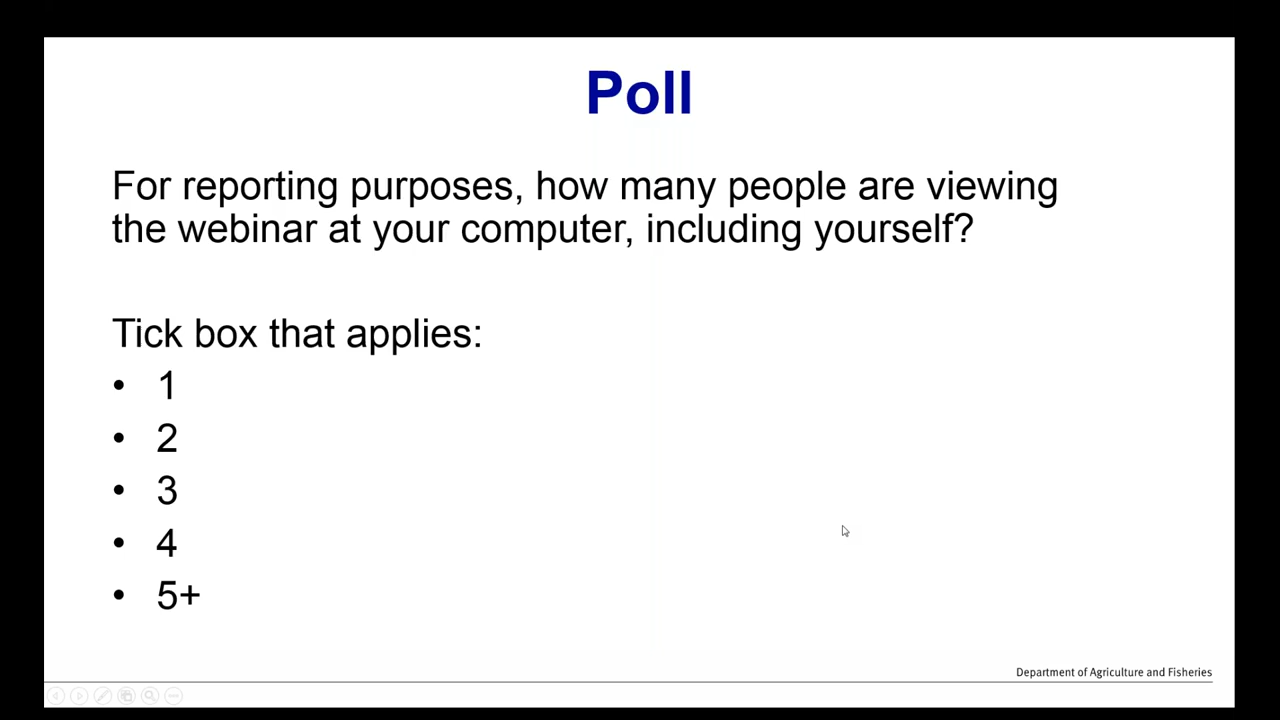 Poll
For reporting purposes, how many people are viewing
the webinar at your computer, including yourself?
Tick box that applies:
• 1
• 2
• 3
• 4
• 5+
Department of Agriculture and Fisheries